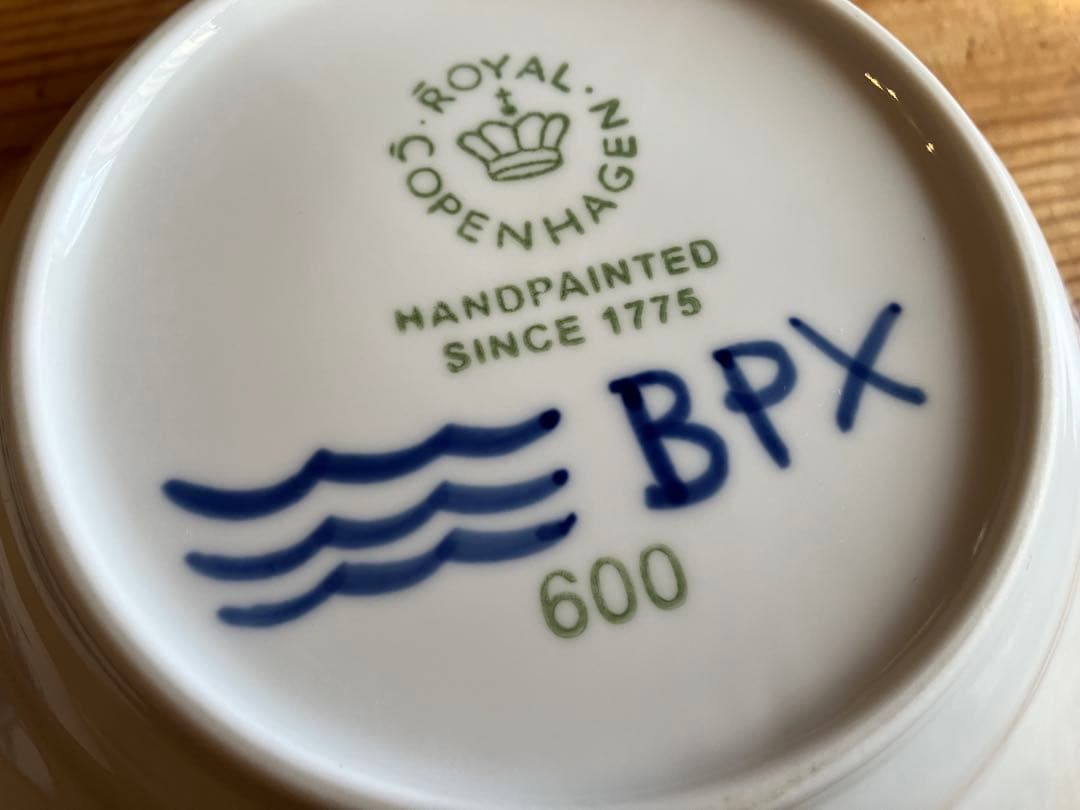 ROYAL · COPENHAGEN ·
HANDPAINTED
SINCE 1775
BPX
600